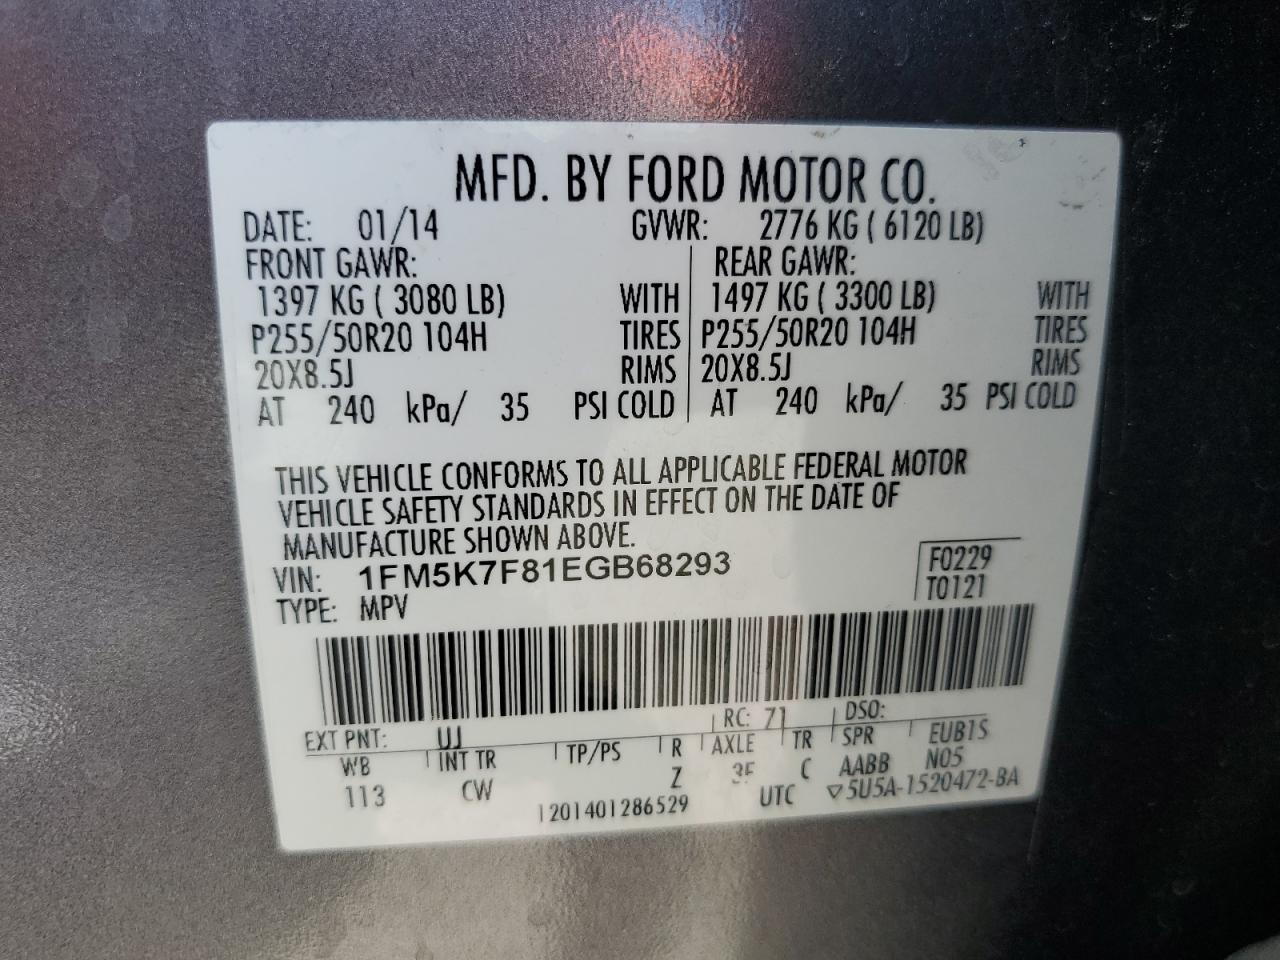 MFD. BY FORD MOTOR CO.
DATE: 01/14 GVWR: 2776 KG ( 6120 LB)
FRONT GAWR: REAR GAWR:
1397 KG ( 3080 LB) WITH 1497 KG ( 3300 LB) WITH
P255/50R20 104H TIRES P255/50R20 104H TIRES
20X8.5J RIMS 20X8.5J RIMS
AT 240 kPa/ 35 PSI COLD AT 240 kPa/ 35 PSI COLD
THIS VEHICLE CONFORMS TO ALL APPLICABLE FEDERAL MOTOR
VEHICLE SAFETY STANDARDS IN EFFECT ON THE DATE OF
MANUFACTURE SHOWN ABOVE.
VIN: 1FM5K7F81EGB68293 F0229
TYPE: MPV T0121
EXT PNT: UJ RC: 71 DSO:
WB INT TR TP/PS R AXLE TR SPR EUB1S
113 CW Z 3F C AABB N05
1201401286529 UTC ▽5U5A-1520472-BA